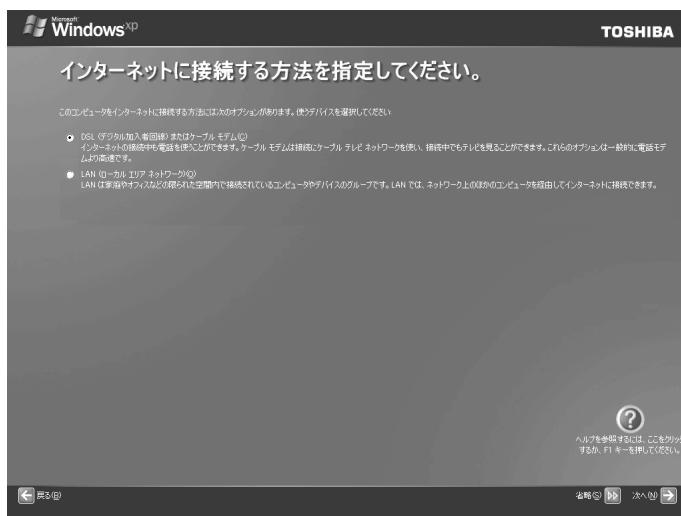 Microsoft
Windows xp
TOSHIBA
インターネットに接続する方法を指定してください。
このコンピュータをインターネットに接続する方法には次のオプションがあります。使うデバイスを選択してください
DSL (デジタル加入者回線) またはケーブル モデム(C)
インターネットの接続中も電話を使うことができます。ケーブル モデムは接続にケーブル テレビ ネットワークを使い、接続中でもテレビを見ることができます。これらのオプションは一般的に電話モデ
ムより高速です。
LAN (ローカル エリア ネットワーク)(O)
LAN は家庭やオフィスなどの限られた空間内で接続されているコンピュータやデバイスのグループです。LAN では、ネットワーク上のほかのコンピュータを経由してインターネットに接続できます。
ヘルプを参照するには、ここをクリッ
するか、F1 キーを押してください。
戻る(B)
省略(S)
次へ(N)